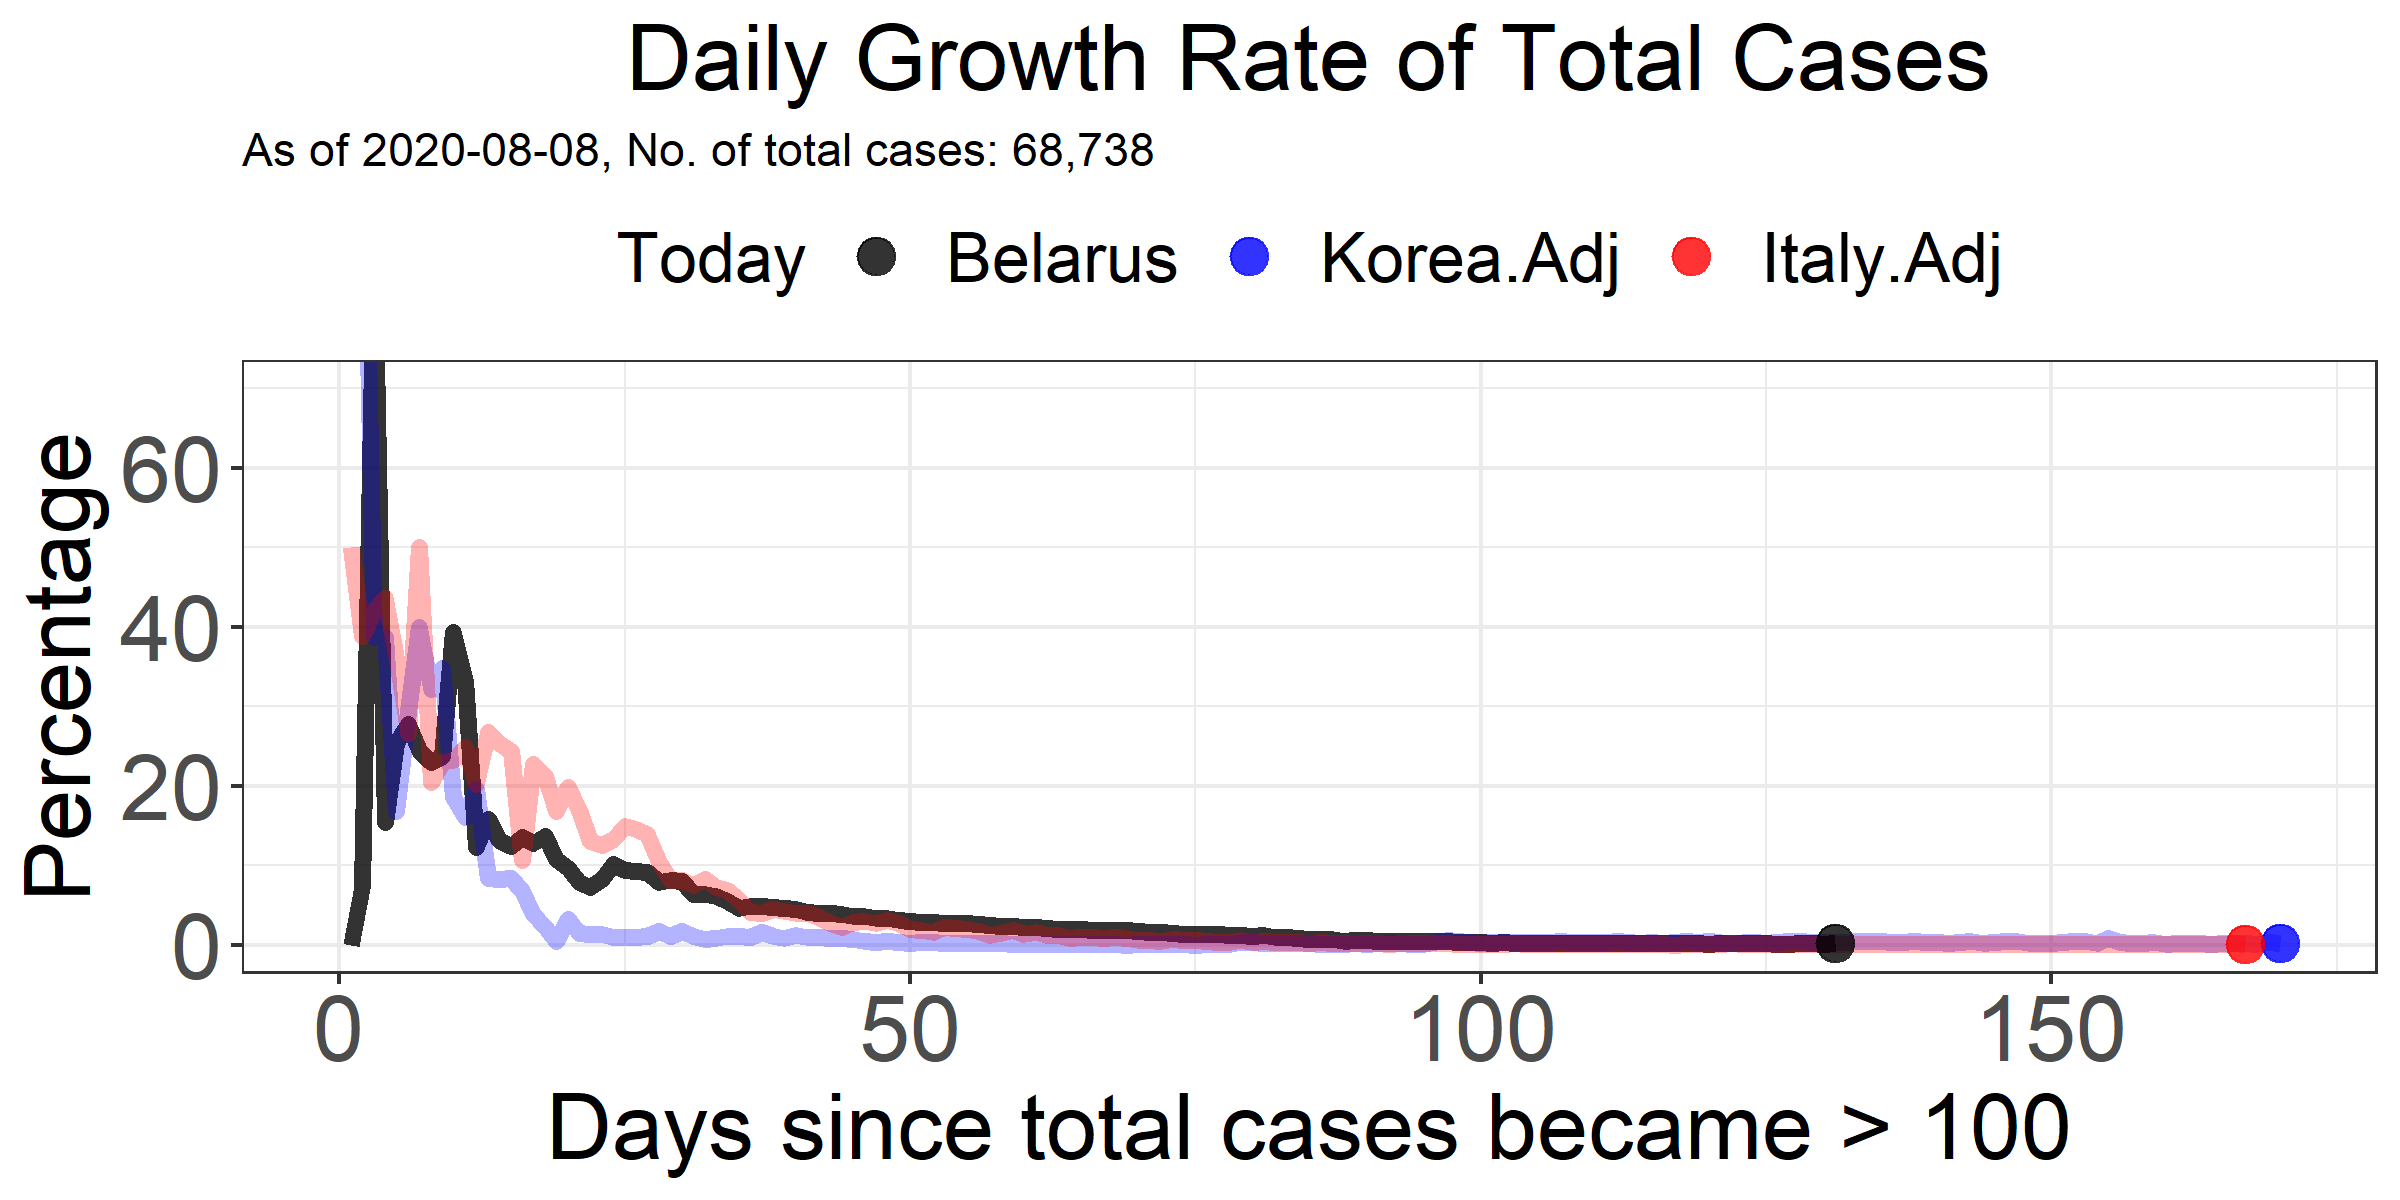 Daily Growth Rate of Total Cases
As of 2020-08-08, No. of total cases: 68,738
Today Belarus Korea.Adj Italy.Adj
Percentage
60
40
20
0
0 50 100 150
Days since total cases became > 100